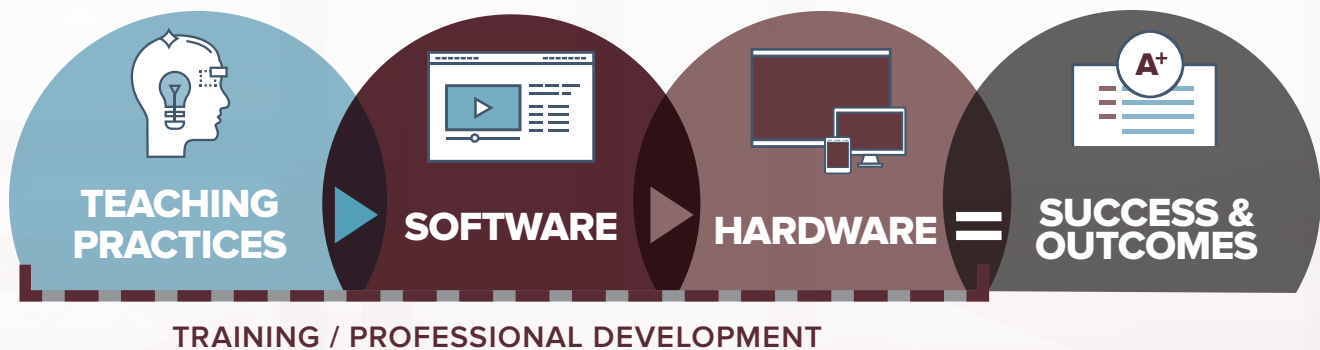 TEACHING
PRACTICES
SOFTWARE
HARDWARE
=
A+
SUCCESS &
OUTCOMES
TRAINING / PROFESSIONAL DEVELOPMENT